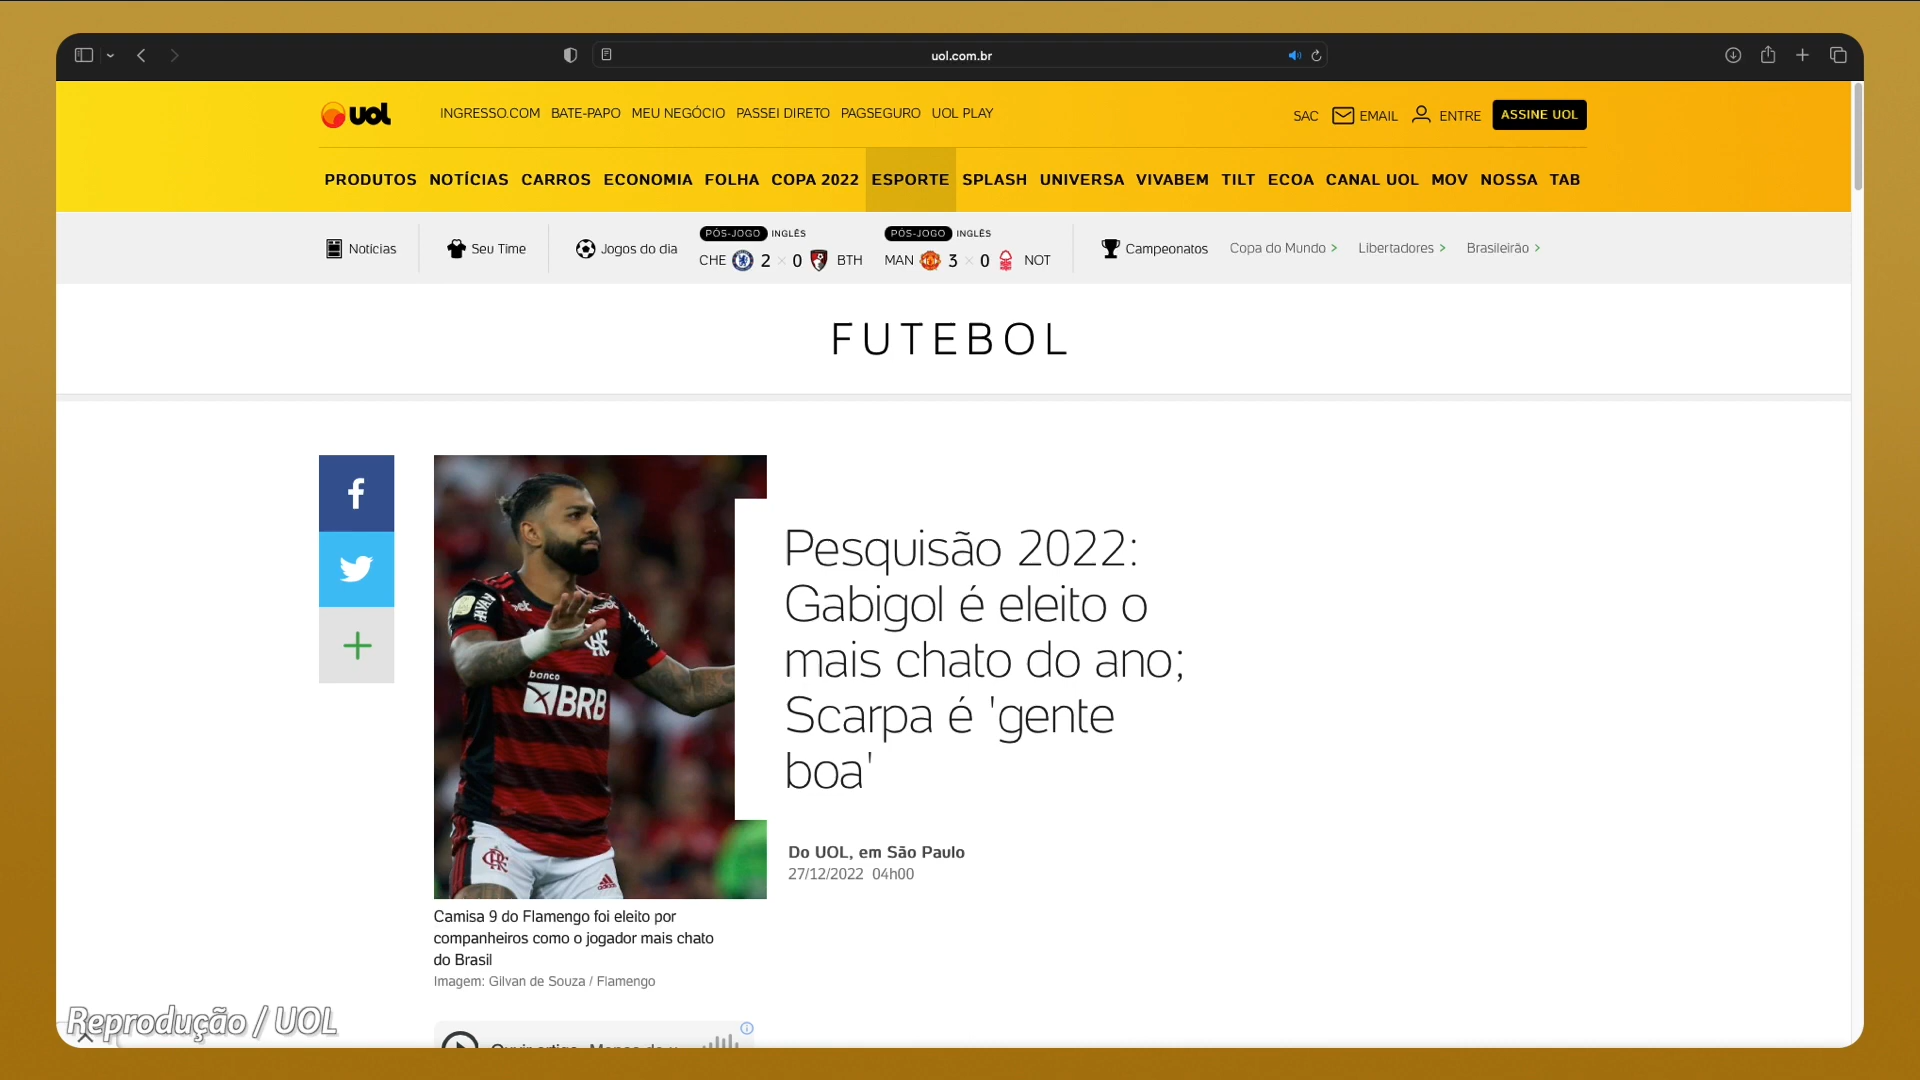 uol.com.br
uol
INGRESSO.COM BATE-PAPO MEU NEGÓCIO PASSEI DIRETO PAGSEGURO UOL PLAY
SAC EMAIL ENTRE ASSINE UOL
PRODUTOS NOTÍCIAS CARROS ECONOMIA FOLHA COPA 2022 ESPORTE SPLASH UNIVERSA VIVABEM TILT ECOA CANAL UOL MOV NOSSA TAB
Notícias
Seu Time
Jogos do dia
PÓS-JOGO INGLÊS
CHE 2 × 0 BTH
PÓS-JOGO INGLÊS
MAN 3 × 0 NOT
Campeonatos
Copa do Mundo >
Libertadores >
Brasileirão >
FUTEBOL
HAVAN
banco
BRB
Pesquisão 2022:
Gabigol é eleito o
mais chato do ano;
Scarpa é 'gente
boa'
Do UOL, em São Paulo
27/12/2022 04h00
Camisa 9 do Flamengo foi eleito por
companheiros como o jogador mais chato
do Brasil
Imagem: Gilvan de Souza / Flamengo
Reprodução / UOL